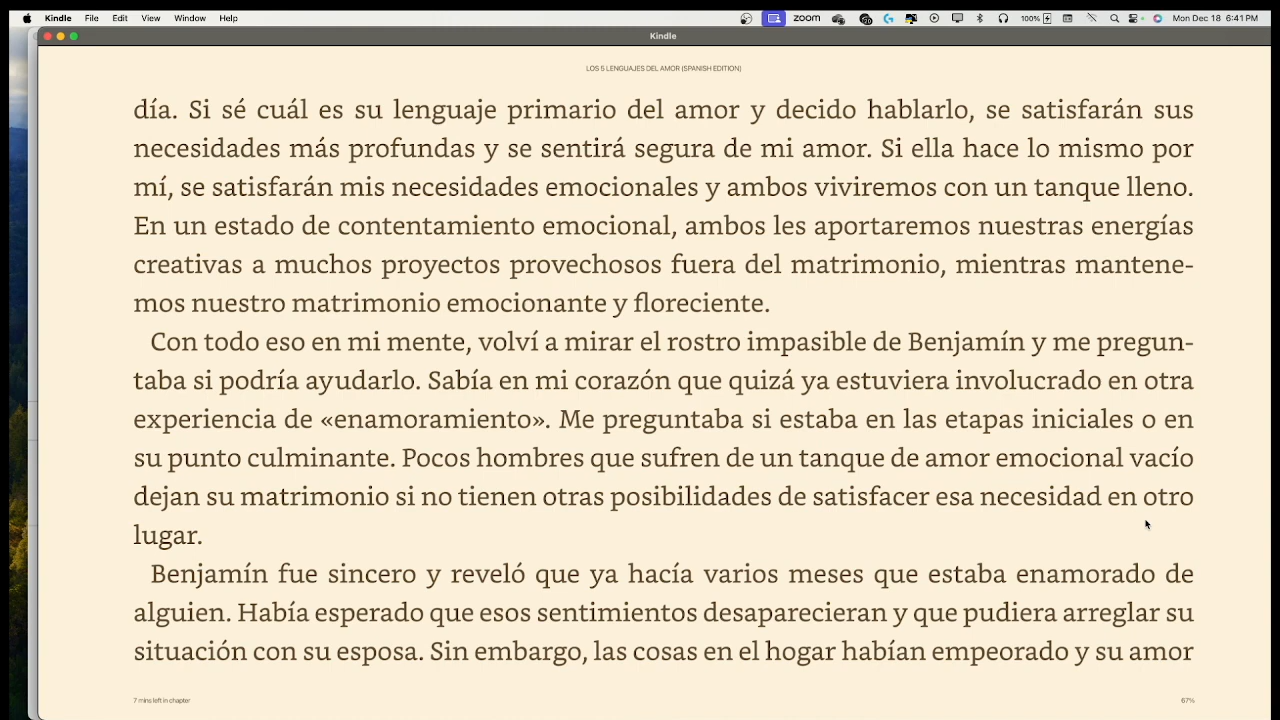 Kindle File Edit View Window Help zoom 100% Mon Dec 18 6:41 PM
Kindle
LOS 5 LENGUAJES DEL AMOR (SPANISH EDITION)
día. Si sé cuál es su lenguaje primario del amor y decido hablarlo, se satisfarán sus
necesidades más profundas y se sentirá segura de mi amor. Si ella hace lo mismo por
mí, se satisfarán mis necesidades emocionales y ambos viviremos con un tanque lleno.
En un estado de contentamiento emocional, ambos les aportaremos nuestras energías
creativas a muchos proyectos provechosos fuera del matrimonio, mientras mantene-
mos nuestro matrimonio emocionante y floreciente.
Con todo eso en mi mente, volví a mirar el rostro impasible de Benjamín y me pregun-
taba si podría ayudarlo. Sabía en mi corazón que quizá ya estuviera involucrado en otra
experiencia de «enamoramiento». Me preguntaba si estaba en las etapas iniciales o en
su punto culminante. Pocos hombres que sufren de un tanque de amor emocional vacío
dejan su matrimonio si no tienen otras posibilidades de satisfacer esa necesidad en otro
lugar.
Benjamín fue sincero y reveló que ya hacía varios meses que estaba enamorado de
alguien. Había esperado que esos sentimientos desaparecieran y que pudiera arreglar su
situación con su esposa. Sin embargo, las cosas en el hogar habían empeorado y su amor
7 mins left in chapter 67%